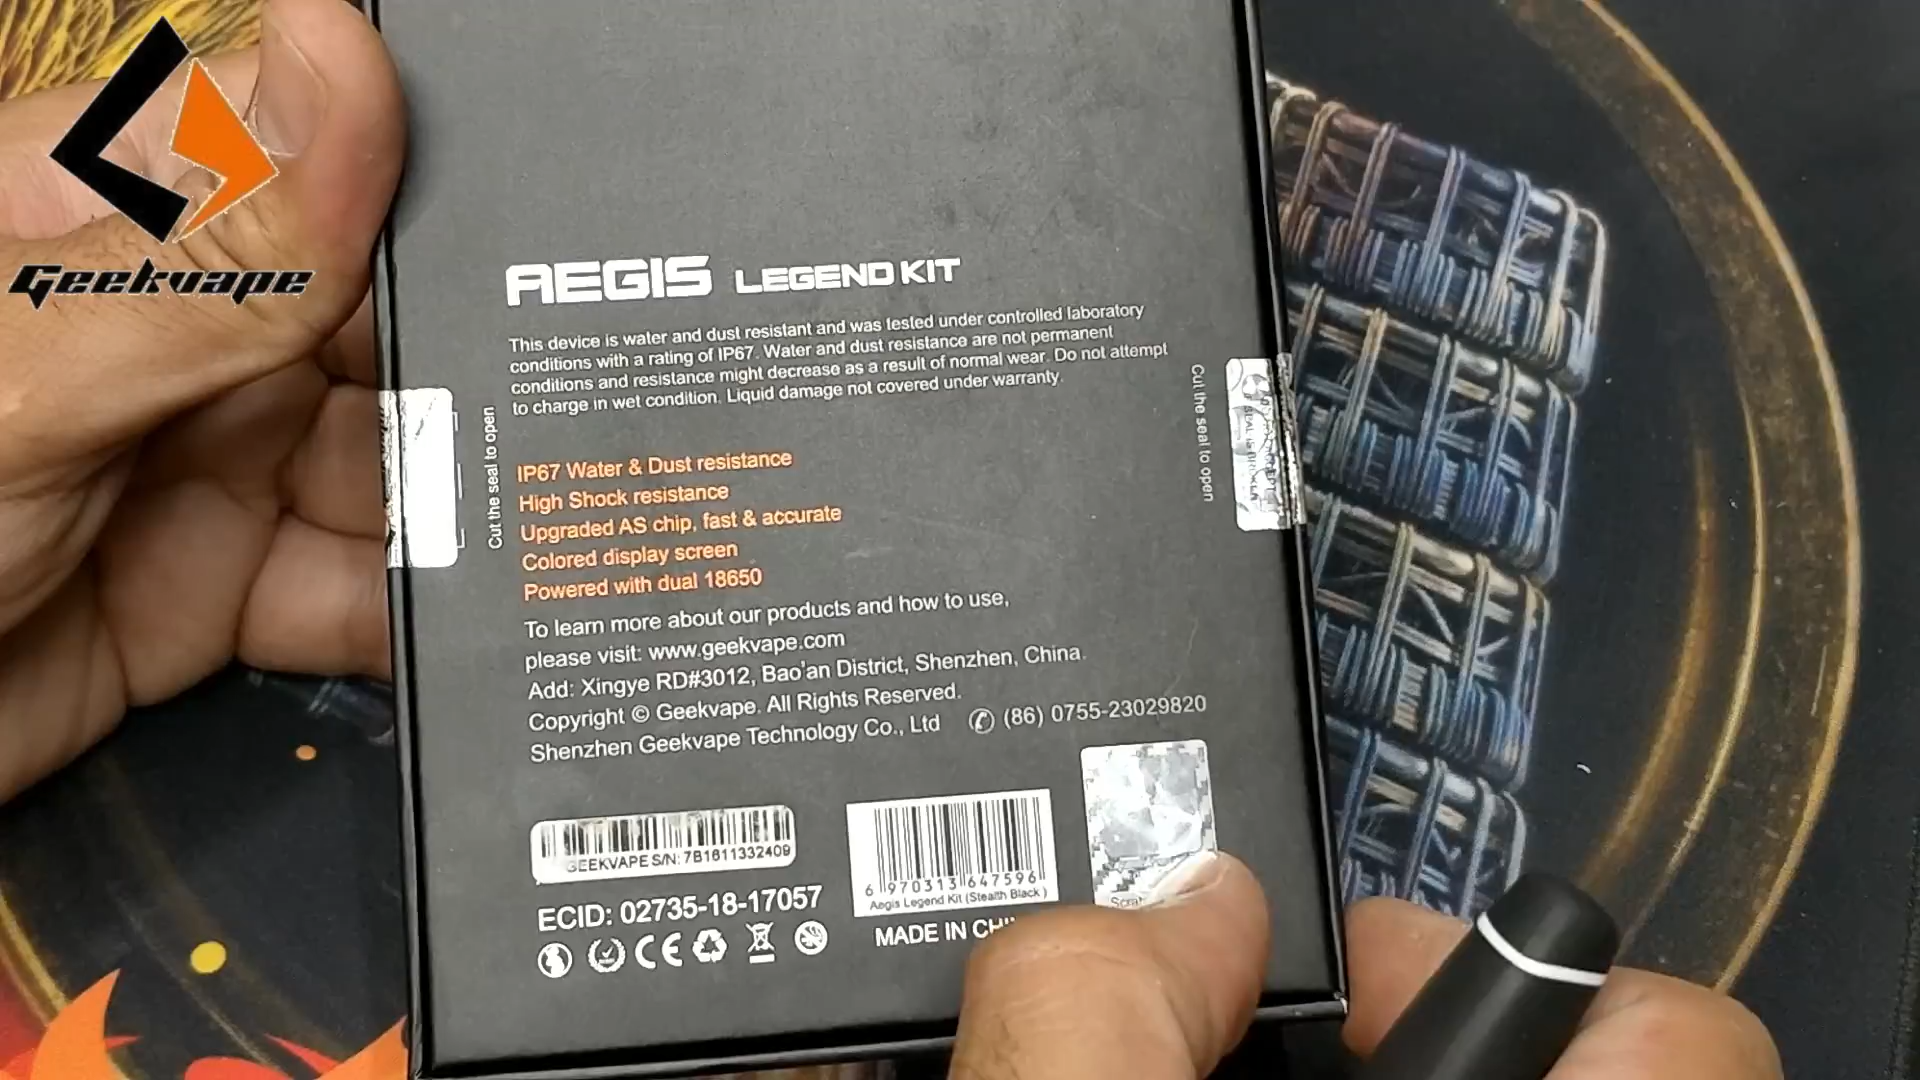 Geekvape
AEGIS LEGEND KIT
This device is water and dust resistant and was tested under controlled laboratory
conditions with a rating of IP67. Water and dust resistance are not permanent
conditions and resistance might decrease as a result of normal wear. Do not attempt
to charge in wet condition. Liquid damage not covered under warranty.
Cut the seal to open
Cut the seal to open
IP67 Water & Dust resistance
High Shock resistance
Upgraded AS chip, fast & accurate
Colored display screen
Powered with dual 18650
To learn more about our products and how to use,
please visit: www.geekvape.com
Add: Xingye RD#3012, Bao'an District, Shenzhen, China.
Copyright © Geekvape. All Rights Reserved.
Shenzhen Geekvape Technology Co., Ltd (86) 0755-23029820
GEEKVAPE S/N: 7B1611332409
6 970313 647596
Aegis Legend Kit (Stealth Black)
ECID: 02735-18-17057
CE
MADE IN